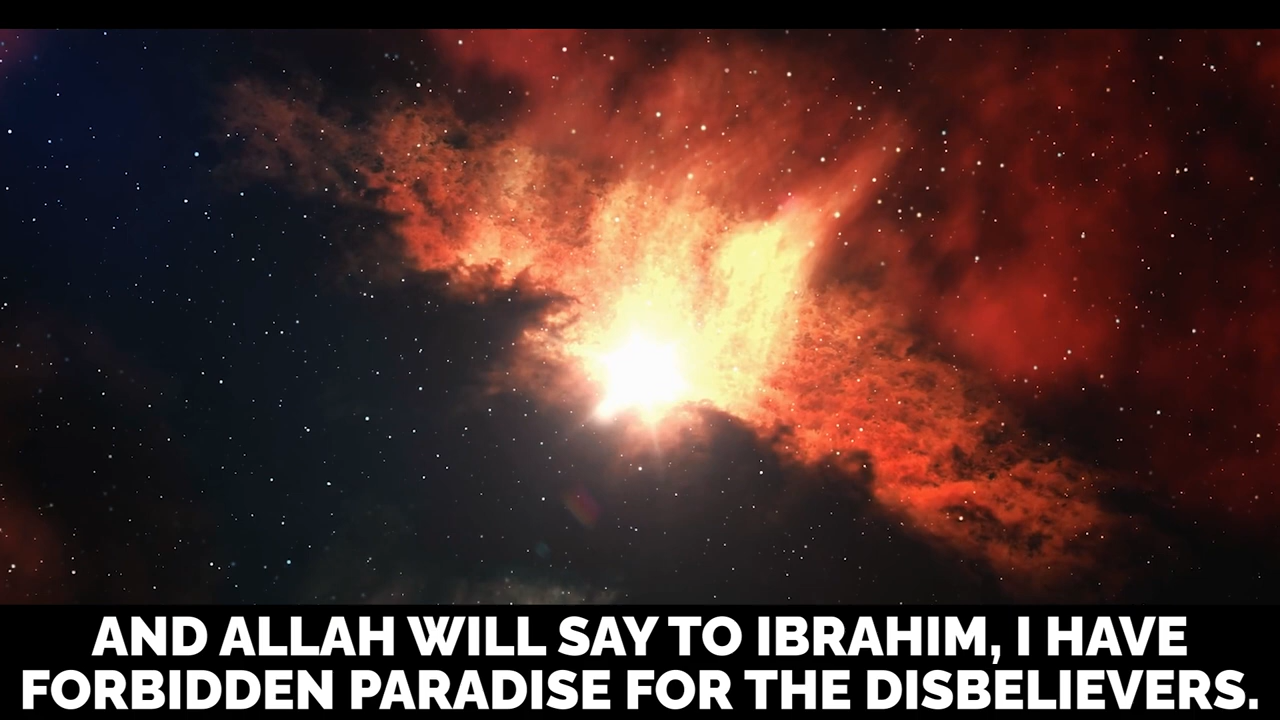 AND ALLAH WILL SAY TO IBRAHIM, I HAVE
FORBIDDEN PARADISE FOR THE DISBELIEVERS.